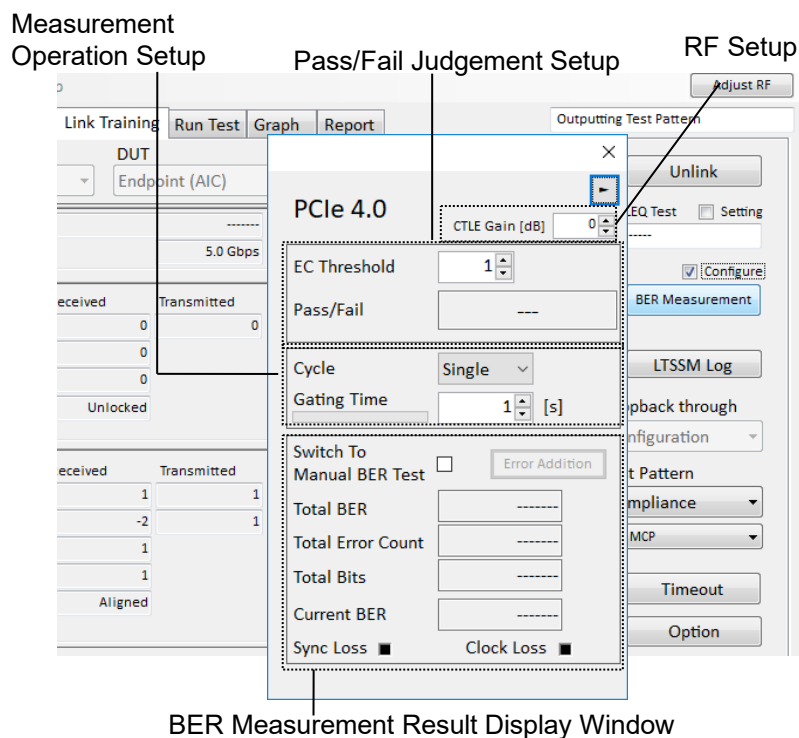 Measurement
Operation Setup
Pass/Fail Judgement Setup
RF Setup
Adjust RF
Link Training
Run Test
Graph
Report
Outputting Test Pattern
DUT
Endpoint (AIC)
Unlink
PCIe 4.0
CTLE Gain [dB]
0
EQ Test
Setting
-------
-----
5.0 Gbps
EC Threshold
1
Configure
eceived
Transmitted
Pass/Fail
---
BER Measurement
0
0
0
Cycle
Single
LTSSM Log
0
Gating Time
1
[s]
Unlocked
pback through
nfiguration
Switch To
Manual BER Test
Error Addition
eceived
Transmitted
t Pattern
1
1
Total BER
-------
mpliance
-2
1
Total Error Count
-------
MCP
1
1
Total Bits
-------
Timeout
Aligned
Current BER
-------
Option
Sync Loss
Clock Loss
BER Measurement Result Display Window